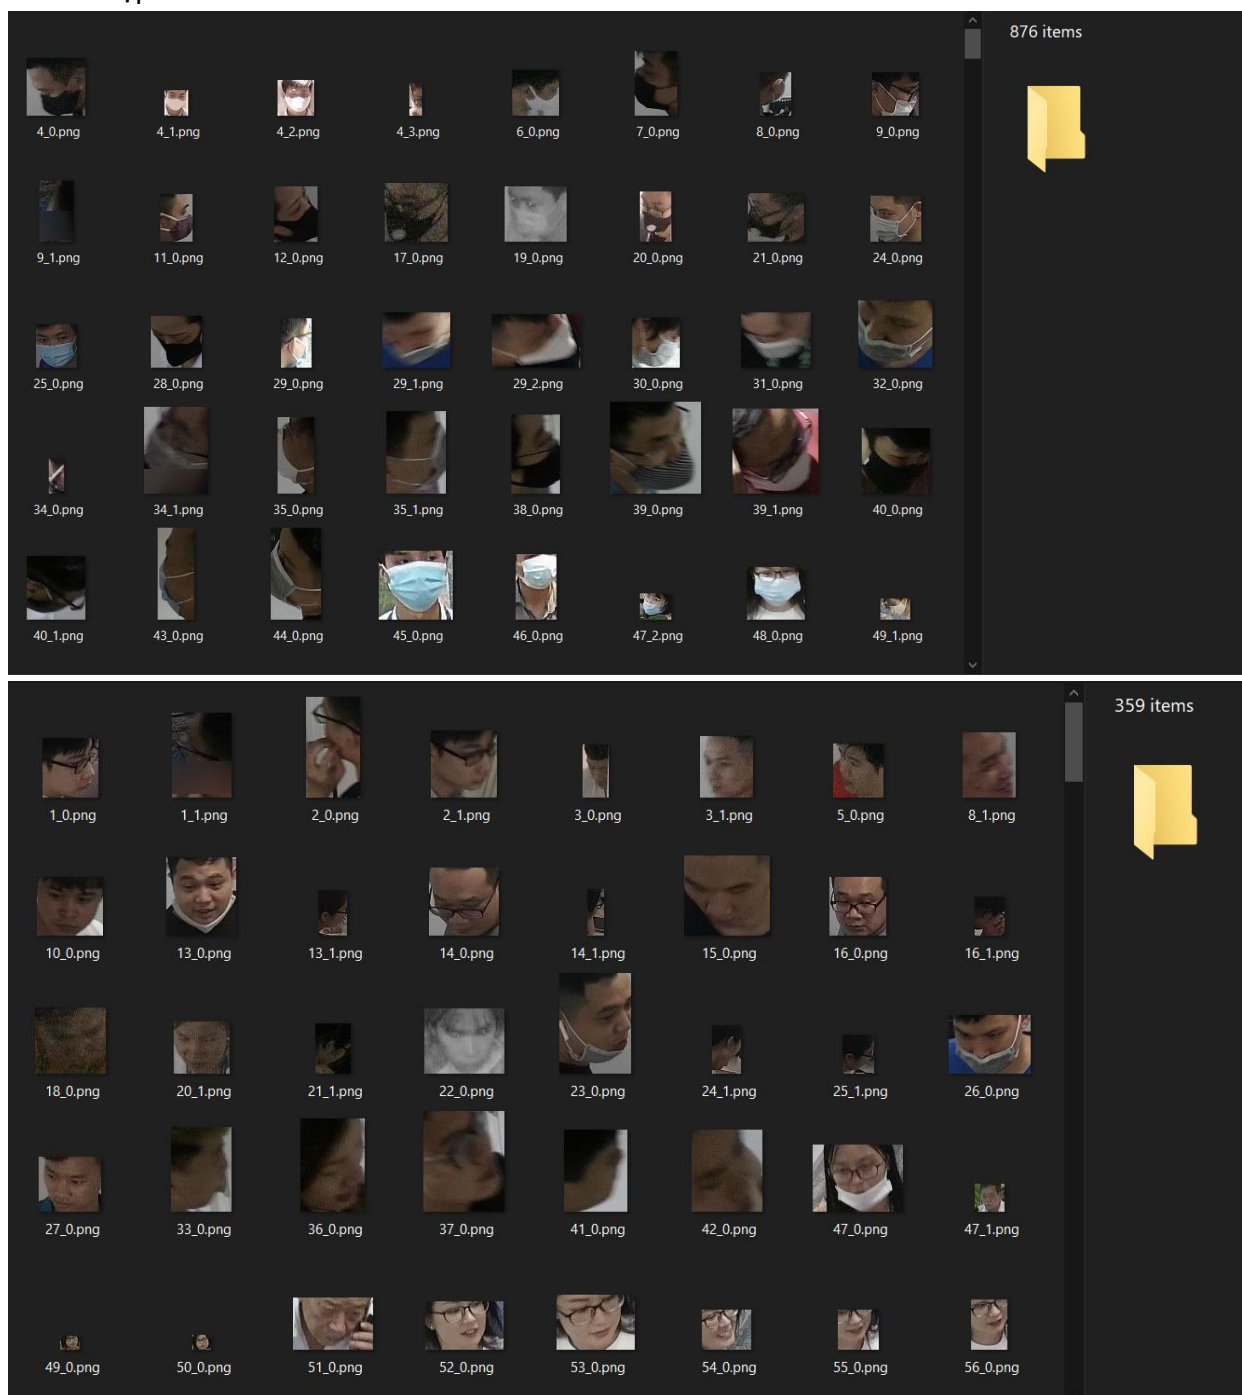 876 items
4_0.png 4_1.png 4_2.png 4_3.png 6_0.png 7_0.png 8_0.png 9_0.png
9_1.png 11_0.png 12_0.png 17_0.png 19_0.png 20_0.png 21_0.png 24_0.png
25_0.png 28_0.png 29_0.png 29_1.png 29_2.png 30_0.png 31_0.png 32_0.png
34_0.png 34_1.png 35_0.png 35_1.png 38_0.png 39_0.png 39_1.png 40_0.png
40_1.png 43_0.png 44_0.png 45_0.png 46_0.png 47_2.png 48_0.png 49_1.png
359 items
1_0.png 1_1.png 2_0.png 2_1.png 3_0.png 3_1.png 5_0.png 8_1.png
10_0.png 13_0.png 13_1.png 14_0.png 14_1.png 15_0.png 16_0.png 16_1.png
18_0.png 20_1.png 21_1.png 22_0.png 23_0.png 24_1.png 25_1.png 26_0.png
27_0.png 33_0.png 36_0.png 37_0.png 41_0.png 42_0.png 47_0.png 47_1.png
49_0.png 50_0.png 51_0.png 52_0.png 53_0.png 54_0.png 55_0.png 56_0.png